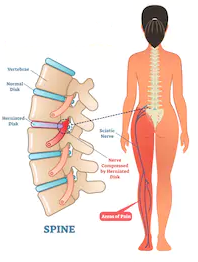 Vertebrae
Normal
Disk
Herniated
Disk
Sciatic
Nerve
Nerve
Compressed
by Herniated
Disk
Areas of Pain
SPINE